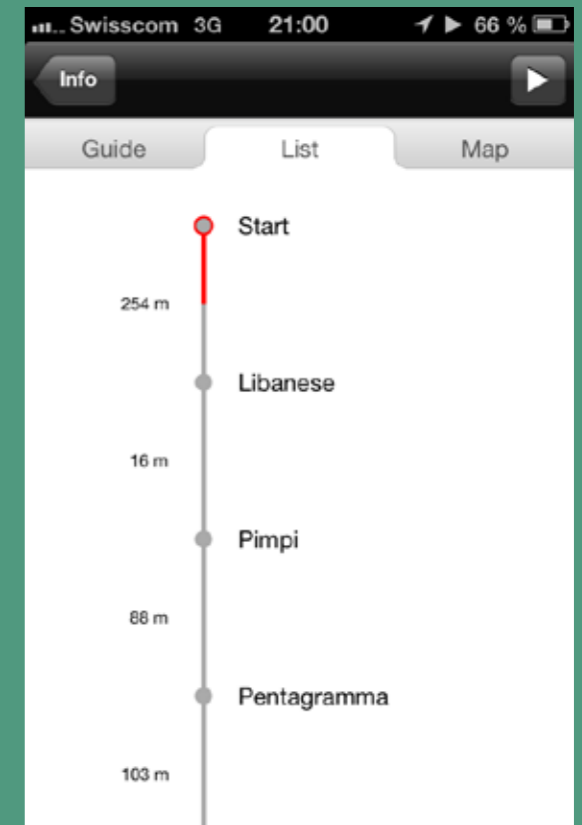 Swisscom 3G 21:00 66 %
Info
Guide List Map
Start
254 m
Libanese
16 m
Pimpi
88 m
Pentagramma
103 m